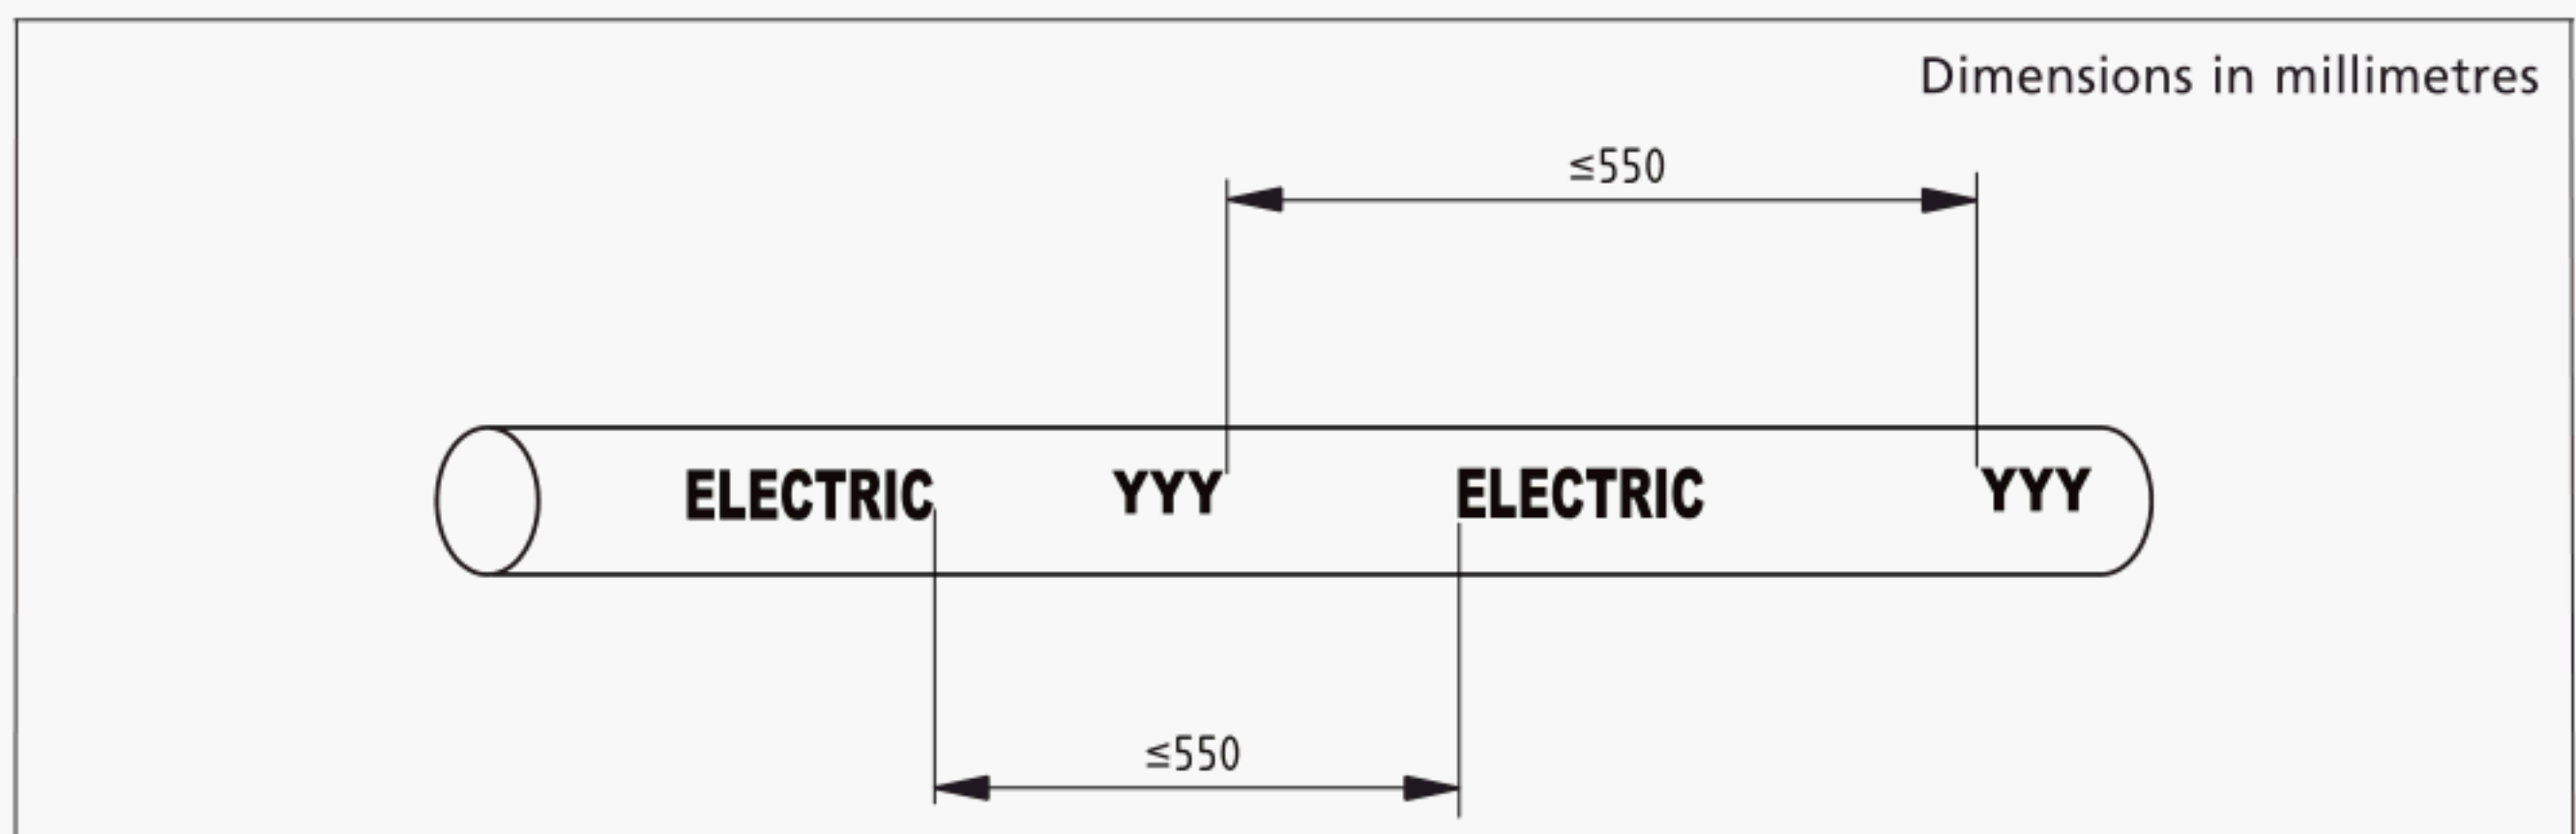 Dimensions in millimetres
≤550
ELECTRIC YYY ELECTRIC YYY
≤550